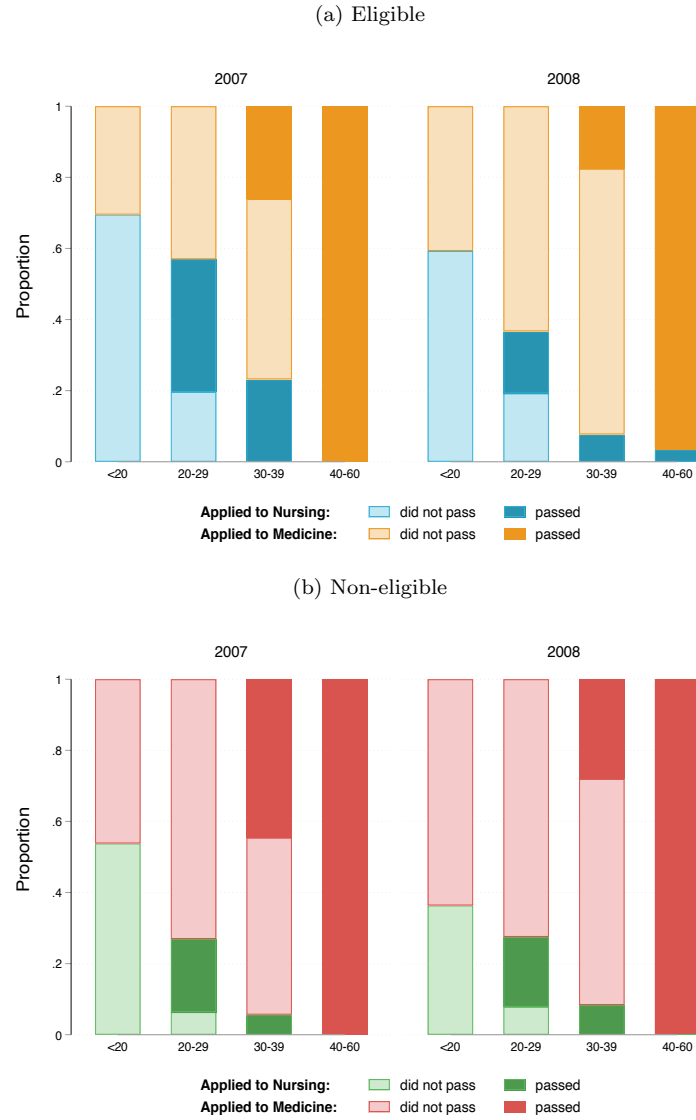 (a) Eligible
2007 2008
Proportion
1
.8
.6
.4
.2
0
<20 20-29 30-39 40-60 <20 20-29 30-39 40-60
Applied to Nursing: did not pass passed
Applied to Medicine: did not pass passed
(b) Non-eligible
2007 2008
Proportion
1
.8
.6
.4
.2
0
<20 20-29 30-39 40-60 <20 20-29 30-39 40-60
Applied to Nursing: did not pass passed
Applied to Medicine: did not pass passed